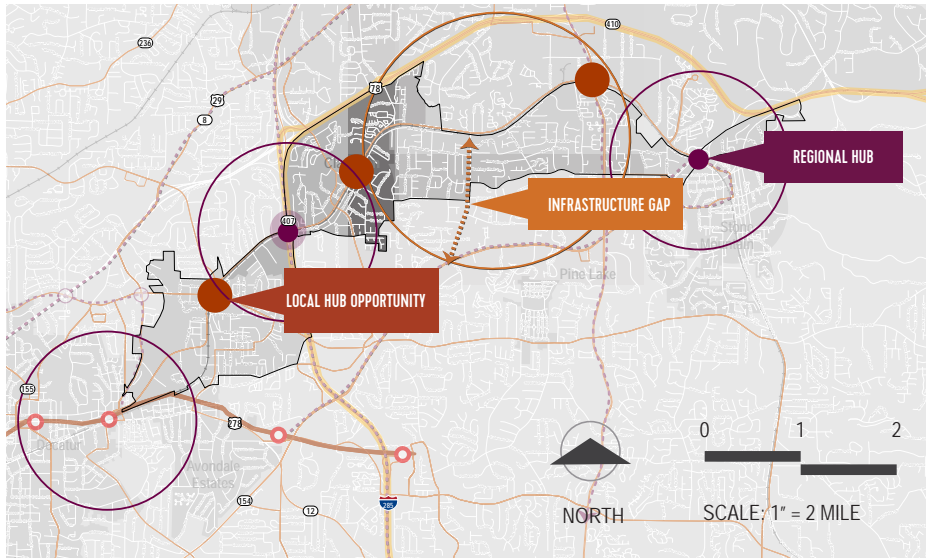 236
410
78
29
8
REGIONAL HUB
INFRASTRUCTURE GAP
407
Pine Lake
LOCAL HUB OPPORTUNITY
155
278
Decatur
Avondale
Estates
154
12
285
0 1 2
NORTH
SCALE: 1" = 2 MILE